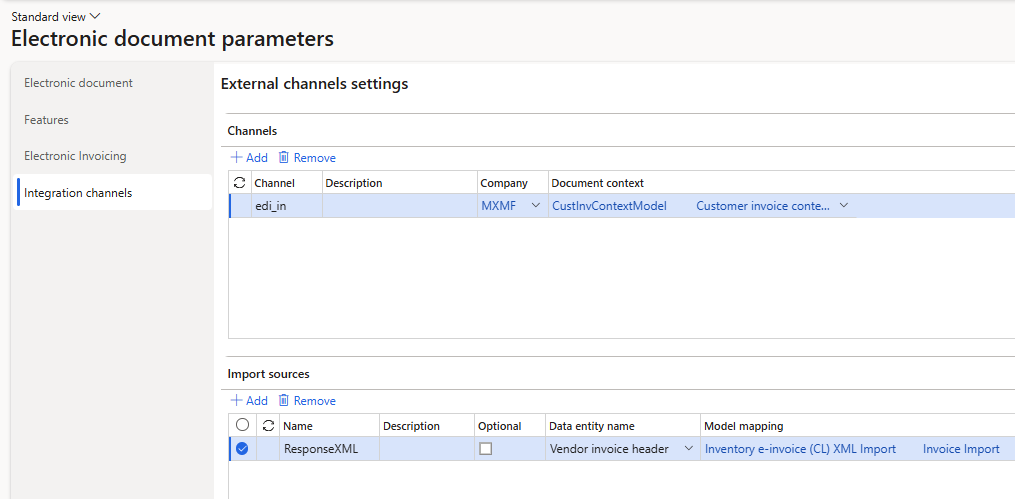 Standard view
Electronic document parameters
Electronic document
Features
Electronic Invoicing
Integration channels
External channels settings
Channels
Add Remove
Channel Description Company Document context
edi_in MXMF CustInvContextModel Customer invoice conte...
Import sources
Add Remove
Name Description Optional Data entity name Model mapping
ResponseXML Vendor invoice header Inventory e-invoice (CL) XML Import Invoice Import